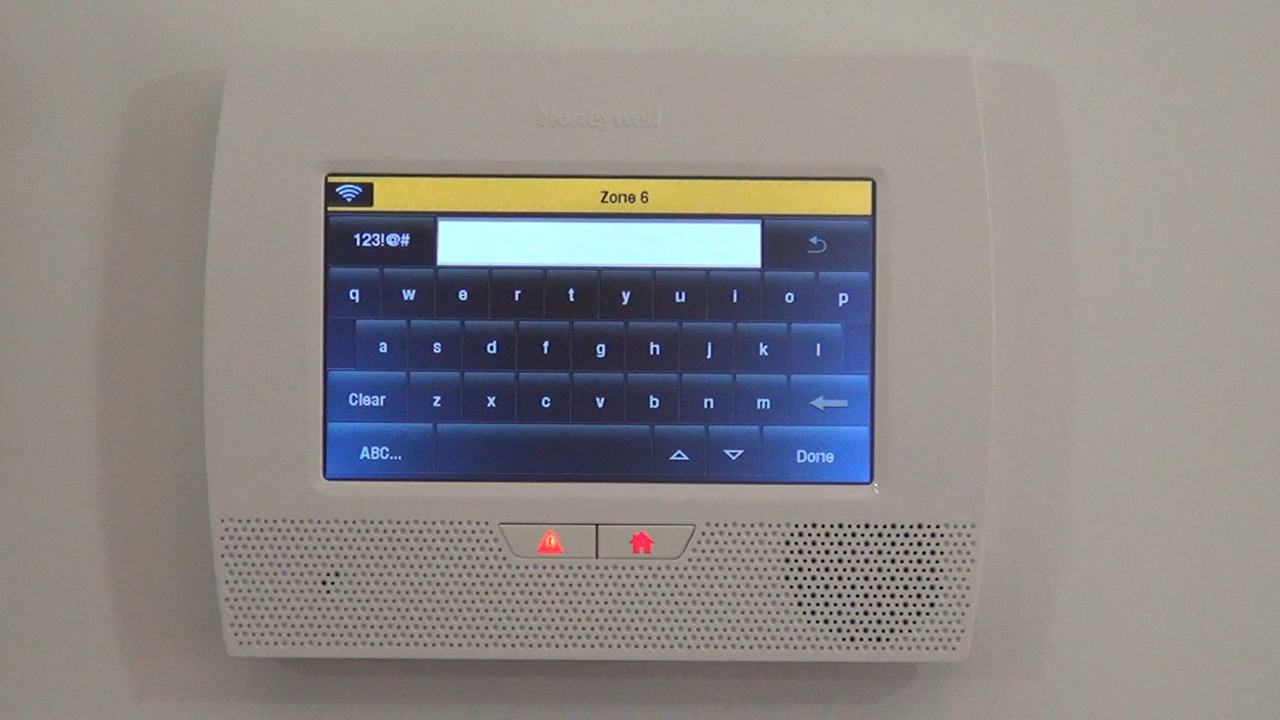 Honeywell
Zone 6
123!@#
q w e r t y u i o p
a s d f g h j k l
Clear z x c v b n m
ABC... Done